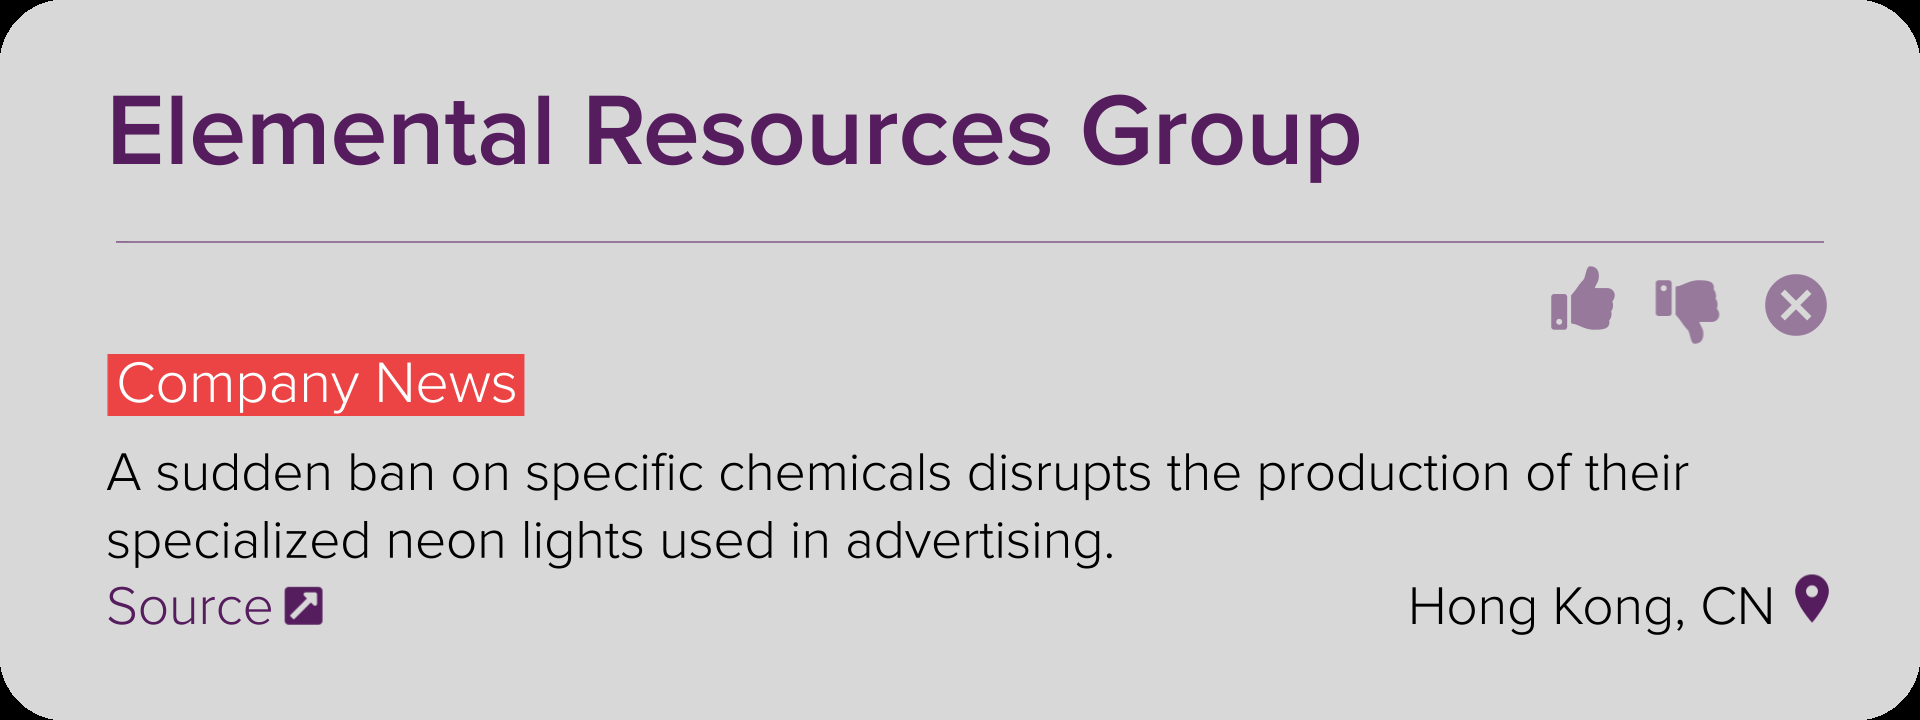 Elemental Resources Group
Company News
A sudden ban on specific chemicals disrupts the production of their
specialized neon lights used in advertising.
Source
Hong Kong, CN